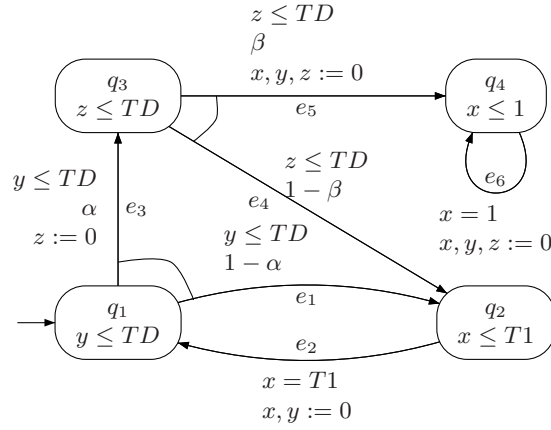 z ≤ TD
β
x, y, z := 0
q3
z ≤ TD
q4
x ≤ 1
e5
z ≤ TD
1 − β
e6
y ≤ TD
α
z := 0
e3
e4
x = 1
x, y, z := 0
y ≤ TD
1 − α
q1
y ≤ TD
e1
q2
x ≤ T1
e2
x = T1
x, y := 0